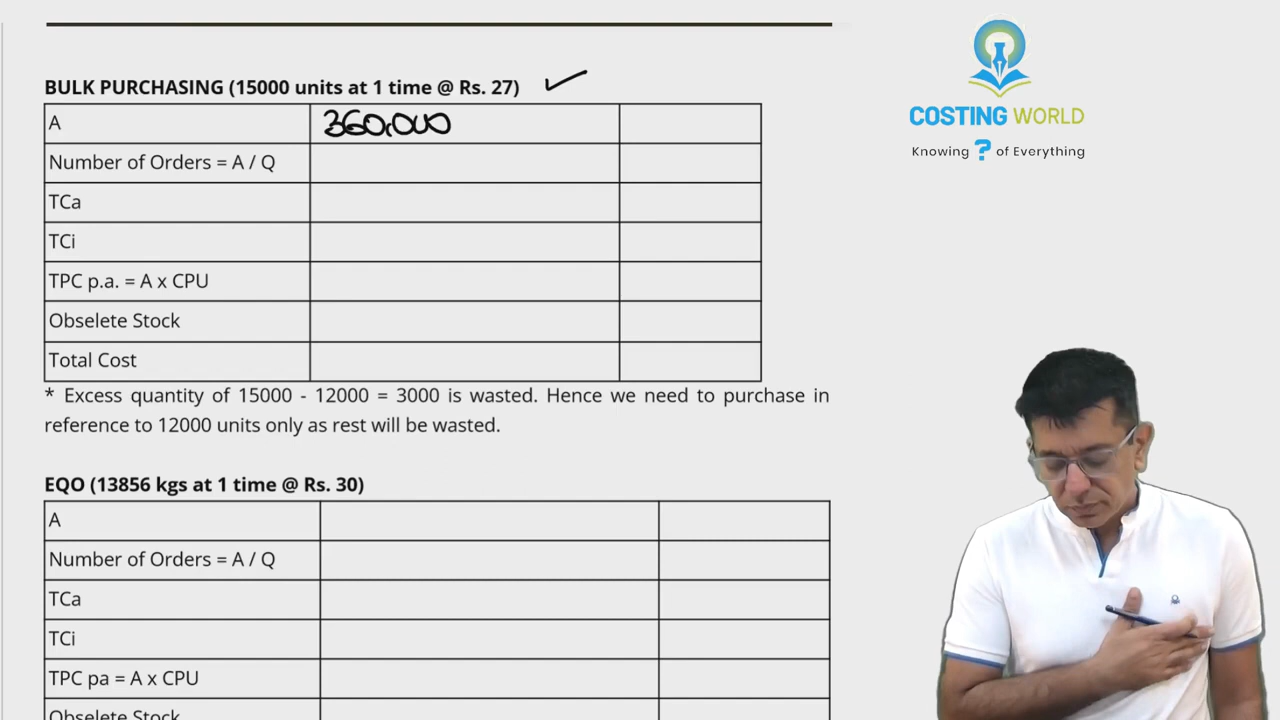 BULK PURCHASING (15000 units at 1 time @ Rs. 27)
A 360,000
Number of Orders = A / Q
TCa
TCi
TPC p.a. = A x CPU
Obselete Stock
Total Cost
* Excess quantity of 15000 - 12000 = 3000 is wasted. Hence we need to purchase in
reference to 12000 units only as rest will be wasted.
EQO (13856 kgs at 1 time @ Rs. 30)
A
Number of Orders = A / Q
TCa
TCi
TPC pa = A x CPU
Obselete Stock
COSTING WORLD
Knowing ? of Everything